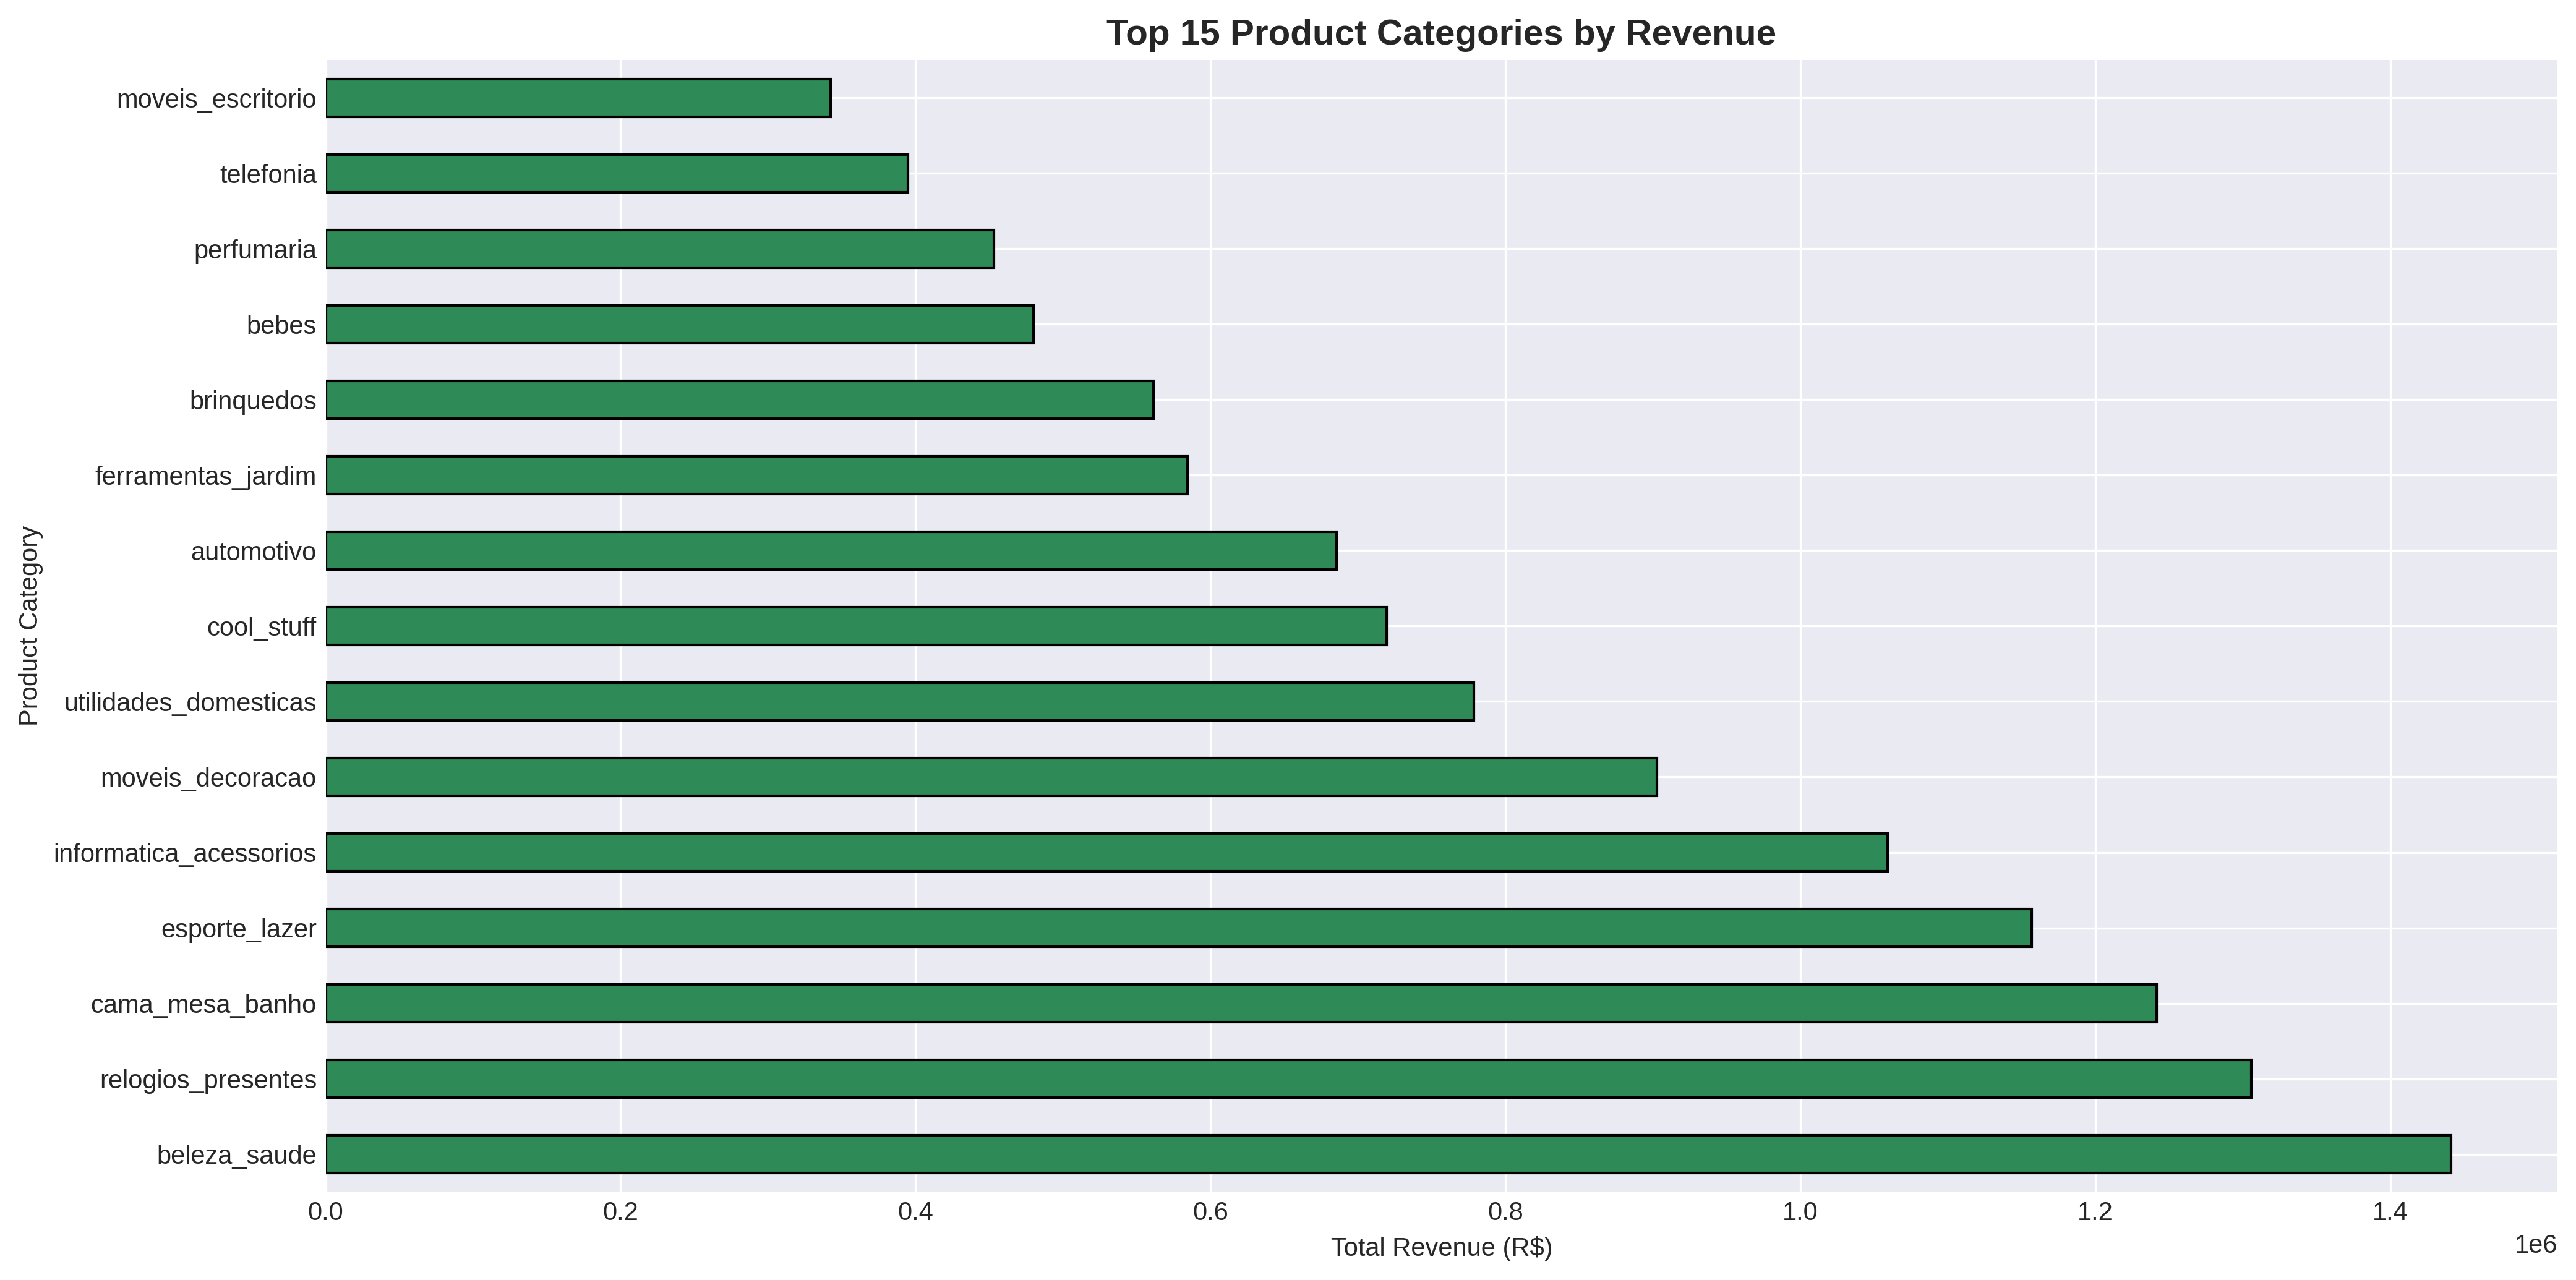 Top 15 Product Categories by Revenue
Product Category
moveis_escritorio
telefonia
perfumaria
bebes
brinquedos
ferramentas_jardim
automotivo
cool_stuff
utilidades_domesticas
moveis_decoracao
informatica_acessorios
esporte_lazer
cama_mesa_banho
relogios_presentes
beleza_saude
0.0 0.2 0.4 0.6 0.8 1.0 1.2 1.4
Total Revenue (R$)
1e6